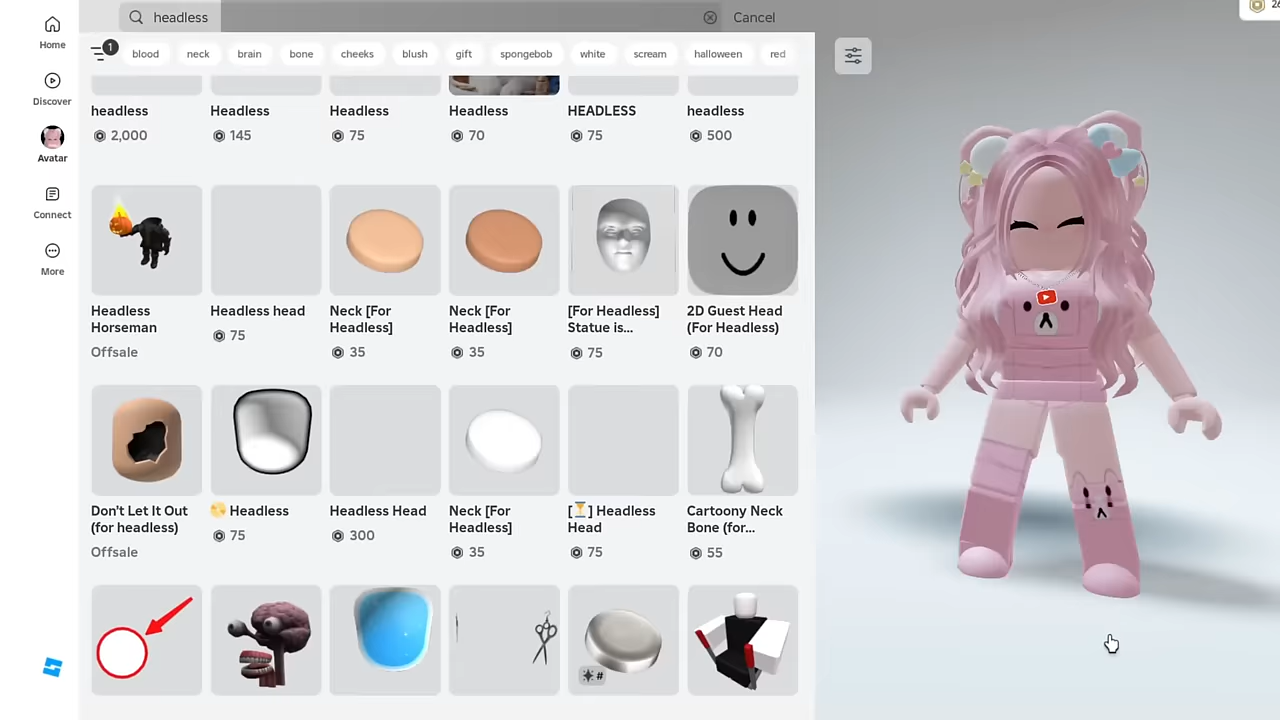 headless
Cancel
26
Home
Discover
Avatar
Connect
More
1
blood
neck
brain
bone
cheeks
blush
gift
spongebob
white
scream
halloween
red
headless
2,000
Headless
145
Headless
75
Headless
70
HEADLESS
75
headless
500
Headless
Horseman
Offsale
Headless head
75
Neck [For
Headless]
35
Neck [For
Headless]
35
[For Headless]
Statue is...
75
2D Guest Head
(For Headless)
70
Don't Let It Out
(for headless)
Offsale
Headless
75
Headless Head
300
Neck [For
Headless]
35
[⏳] Headless
Head
75
Cartoony Neck
Bone (for...
55
#